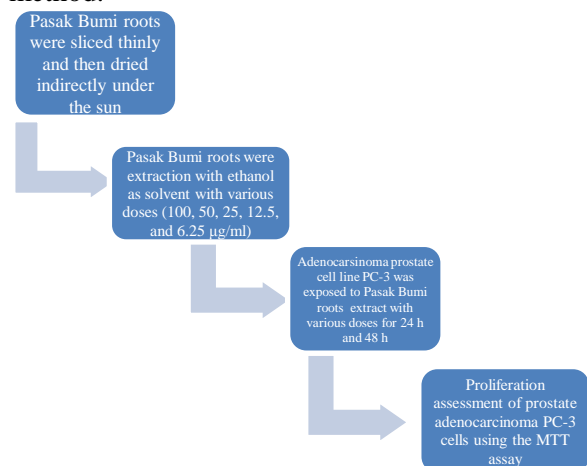 method.
Pasak Bumi roots
were sliced thinly
and then dried
indirectly under
the sun
Pasak Bumi roots were
extraction with ethanol
as solvent with various
doses (100, 50, 25, 12.5,
and 6.25 µg/ml)
Adenocarsinoma prostate
cell line PC-3 was
exposed to Pasak Bumi
roots extract with
various doses for 24 h
and 48 h
Proliferation
assessment of prostate
adenocarcinoma PC-3
cells using the MTT
assay